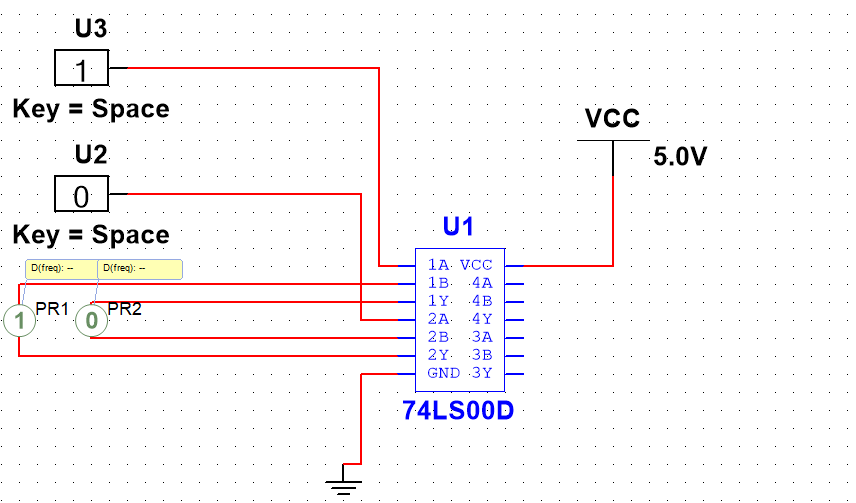 U3
1
Key = Space
U2
0
Key = Space
VCC
5.0V
U1
D(freq): --
D(freq): --
1
PR1
0
PR2
1A VCC
1B 4A
1Y 4B
2A 4Y
2B 3A
2Y 3B
GND 3Y
74LS00D